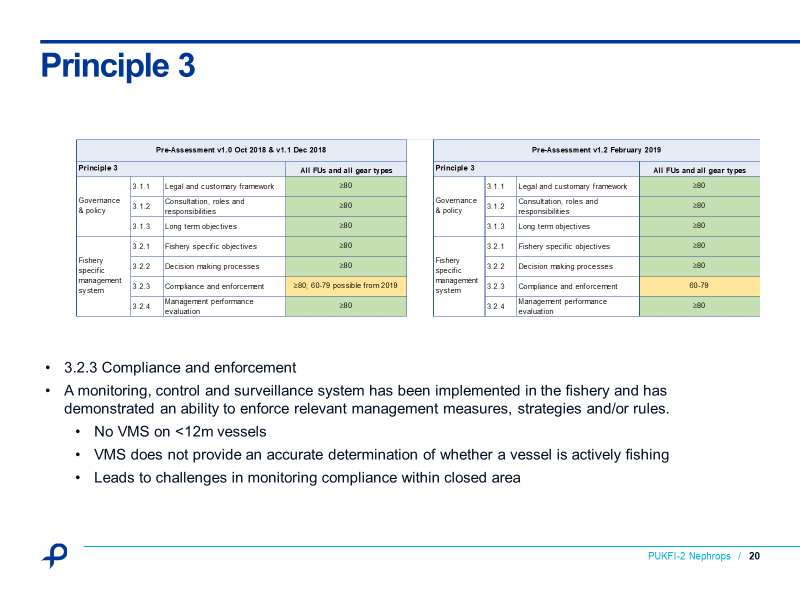 Principle 3
Pre-Assessment v1.0 Oct 2018 & v1.1 Dec 2018
Principle 3
All FUs and all gear types
Governance
& policy
3.1.1 Legal and customary framework ≥80
3.1.2 Consultation, roles and
responsibilities ≥80
3.1.3 Long term objectives ≥80
Fishery
specific
management
system
3.2.1 Fishery specific objectives ≥80
3.2.2 Decision making processes ≥80
3.2.3 Compliance and enforcement ≥80; 60-79 possible from 2019
3.2.4 Management performance
evaluation ≥80
Pre-Assessment v1.2 February 2019
Principle 3
All FUs and all gear types
Governance
& policy
3.1.1 Legal and customary framework ≥80
3.1.2 Consultation, roles and
responsibilities ≥80
3.1.3 Long term objectives ≥80
Fishery
specific
management
system
3.2.1 Fishery specific objectives ≥80
3.2.2 Decision making processes ≥80
3.2.3 Compliance and enforcement 60-79
3.2.4 Management performance
evaluation ≥80
• 3.2.3 Compliance and enforcement
• A monitoring, control and surveillance system has been implemented in the fishery and has
demonstrated an ability to enforce relevant management measures, strategies and/or rules.
• No VMS on <12m vessels
• VMS does not provide an accurate determination of whether a vessel is actively fishing
• Leads to challenges in monitoring compliance within closed area
PUKFI-2 Nephrops / 20